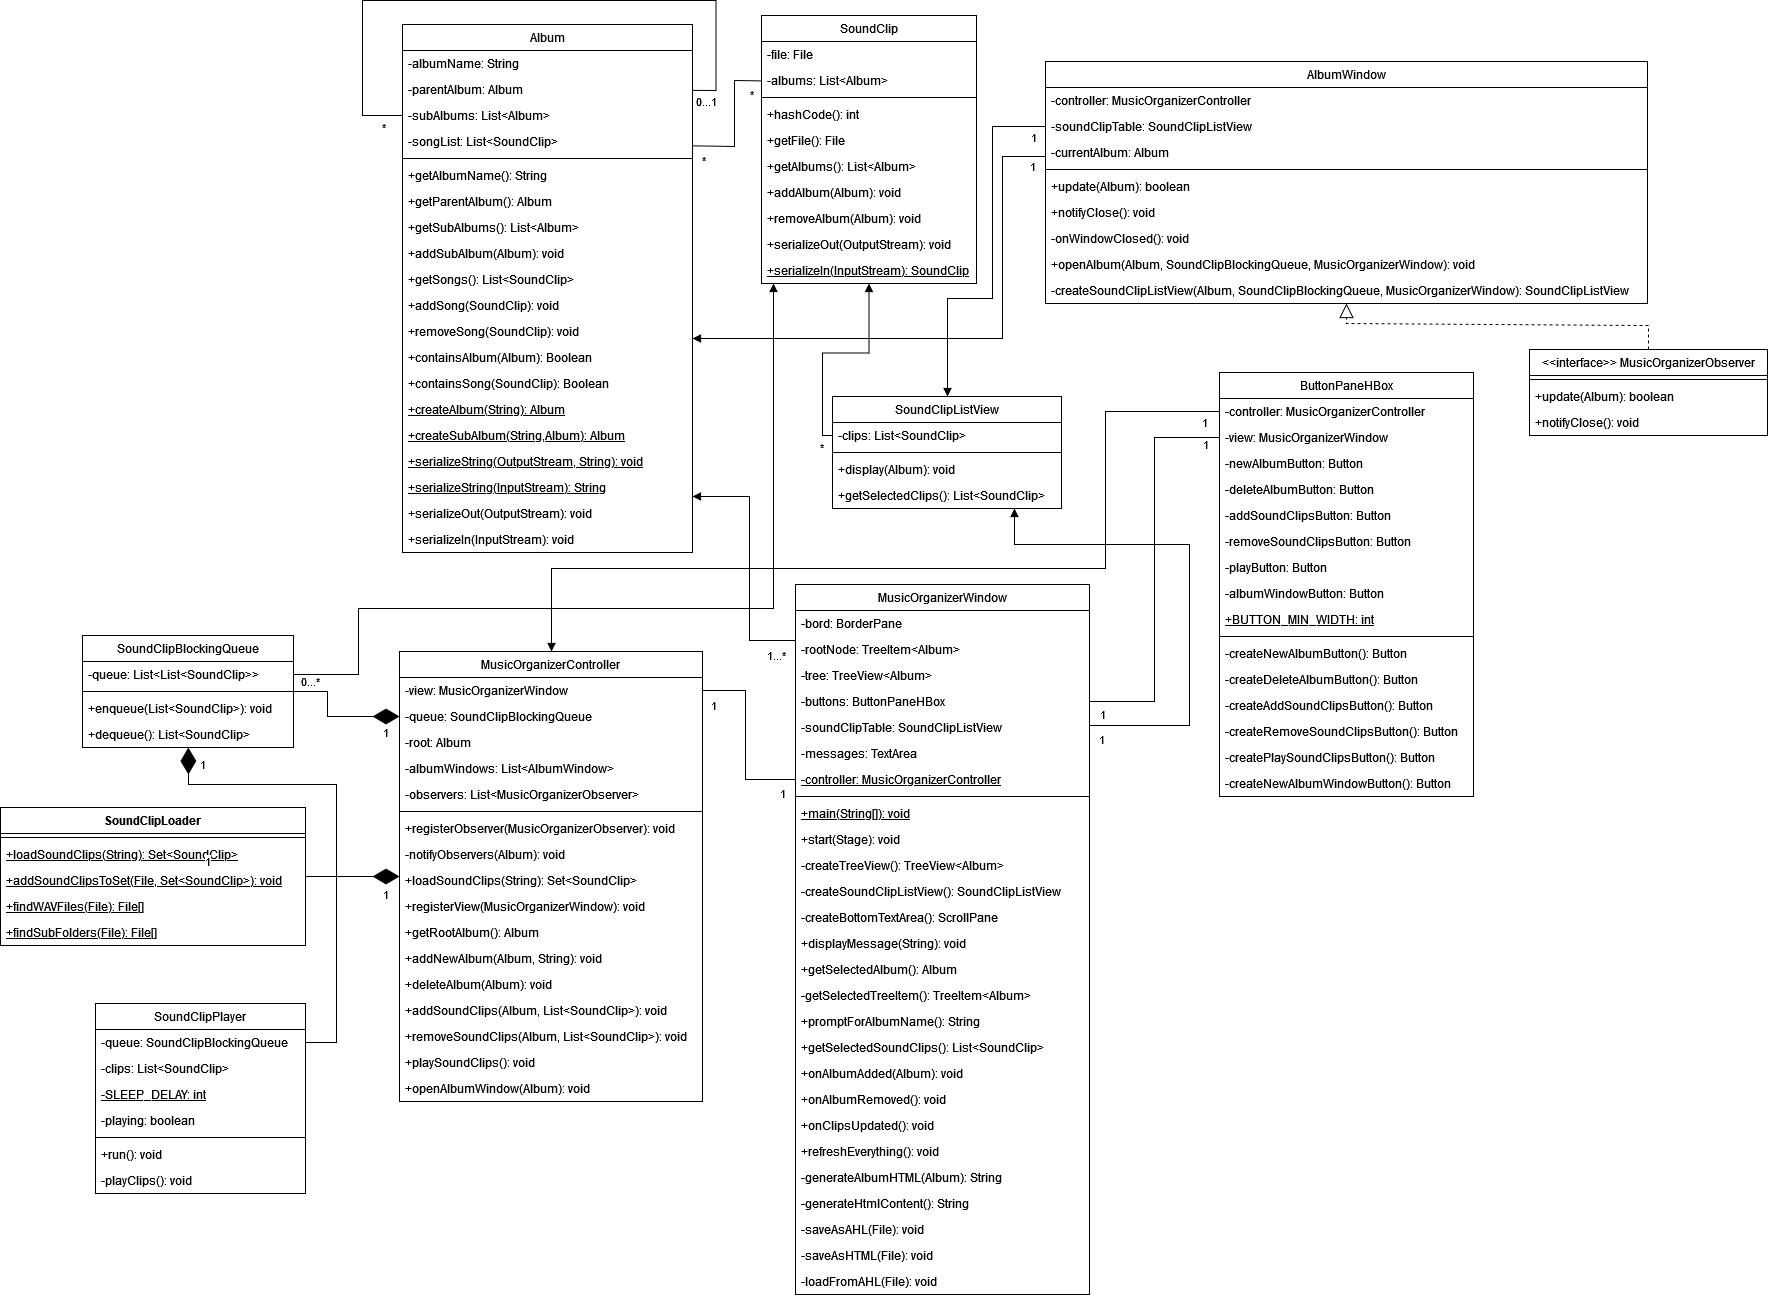 Album
-albumName: String
-parentAlbum: Album
-subAlbums: List<Album>
-songList: List<SoundClip>
+getAlbumName(): String
+getParentAlbum(): Album
+getSubAlbums(): List<Album>
+addSubAlbum(Album): void
+getSongs(): List<SoundClip>
+addSong(SoundClip): void
+removeSong(SoundClip): void
+containsAlbum(Album): Boolean
+containsSong(SoundClip): Boolean
+createAlbum(String): Album
+createSubAlbum(String,Album): Album
+serializeString(OutputStream, String): void
+serializeString(InputStream): String
+serializeOut(OutputStream): void
+serializeIn(InputStream): void
*
0...1
*
*
SoundClip
-file: File
-albums: List<Album>
+hashCode(): int
+getFile(): File
+getAlbums(): List<Album>
+addAlbum(Album): void
+removeAlbum(Album): void
+serializeOut(OutputStream): void
+serializeIn(InputStream): SoundClip
AlbumWindow
-controller: MusicOrganizerController
-soundClipTable: SoundClipListView
-currentAlbum: Album
+update(Album): boolean
+notifyClose(): void
-onWindowClosed(): void
+openAlbum(Album, SoundClipBlockingQueue, MusicOrganizerWindow): void
-createSoundClipListView(Album, SoundClipBlockingQueue, MusicOrganizerWindow): SoundClipListView
1
1
<<interface>> MusicOrganizerObserver
+update(Album): boolean
+notifyClose(): void
SoundClipListView
-clips: List<SoundClip>
+display(Album): void
+getSelectedClips(): List<SoundClip>
*
ButtonPaneHBox
-controller: MusicOrganizerController
-view: MusicOrganizerWindow
-newAlbumButton: Button
-deleteAlbumButton: Button
-addSoundClipsButton: Button
-removeSoundClipsButton: Button
-playButton: Button
-albumWindowButton: Button
+BUTTON_MIN_WIDTH: int
-createNewAlbumButton(): Button
-createDeleteAlbumButton(): Button
-createAddSoundClipsButton(): Button
-createRemoveSoundClipsButton(): Button
-createPlaySoundClipsButton(): Button
-createNewAlbumWindowButton(): Button
1
1
SoundClipBlockingQueue
-queue: List<List<SoundClip>>
+enqueue(List<SoundClip>): void
+dequeue(): List<SoundClip>
0...*
1
1
SoundClipLoader
+loadSoundClips(String): Set<SoundClip>
+addSoundClipsToSet(File, Set<SoundClip>): void
+findWAVFiles(File): File[]
+findSubFolders(File): File[]
1
1
SoundClipPlayer
-queue: SoundClipBlockingQueue
-clips: List<SoundClip>
-SLEEP_DELAY: int
-playing: boolean
+run(): void
-playClips(): void
MusicOrganizerController
-view: MusicOrganizerWindow
-queue: SoundClipBlockingQueue
-root: Album
-albumWindows: List<AlbumWindow>
-observers: List<MusicOrganizerObserver>
+registerObserver(MusicOrganizerObserver): void
-notifyObservers(Album): void
+loadSoundClips(String): Set<SoundClip>
+registerView(MusicOrganizerWindow): void
+getRootAlbum(): Album
+addNewAlbum(Album, String): void
+deleteAlbum(Album): void
+addSoundClips(Album, List<SoundClip>): void
+removeSoundClips(Album, List<SoundClip>): void
+playSoundClips(): void
+openAlbumWindow(Album): void
1
1
1...*
MusicOrganizerWindow
-bord: BorderPane
-rootNode: TreeItem<Album>
-tree: TreeView<Album>
-buttons: ButtonPaneHBox
-soundClipTable: SoundClipListView
-messages: TextArea
-controller: MusicOrganizerController
+main(String[]): void
+start(Stage): void
-createTreeView(): TreeView<Album>
-createSoundClipListView(): SoundClipListView
-createBottomTextArea(): ScrollPane
+displayMessage(String): void
+getSelectedAlbum(): Album
-getSelectedTreeItem(): TreeItem<Album>
+promptForAlbumName(): String
+getSelectedSoundClips(): List<SoundClip>
+onAlbumAdded(Album): void
+onAlbumRemoved(): void
+onClipsUpdated(): void
+refreshEverything(): void
-generateAlbumHTML(Album): String
-generateHtmlContent(): String
-saveAsAHL(File): void
-saveAsHTML(File): void
-loadFromAHL(File): void
1
1